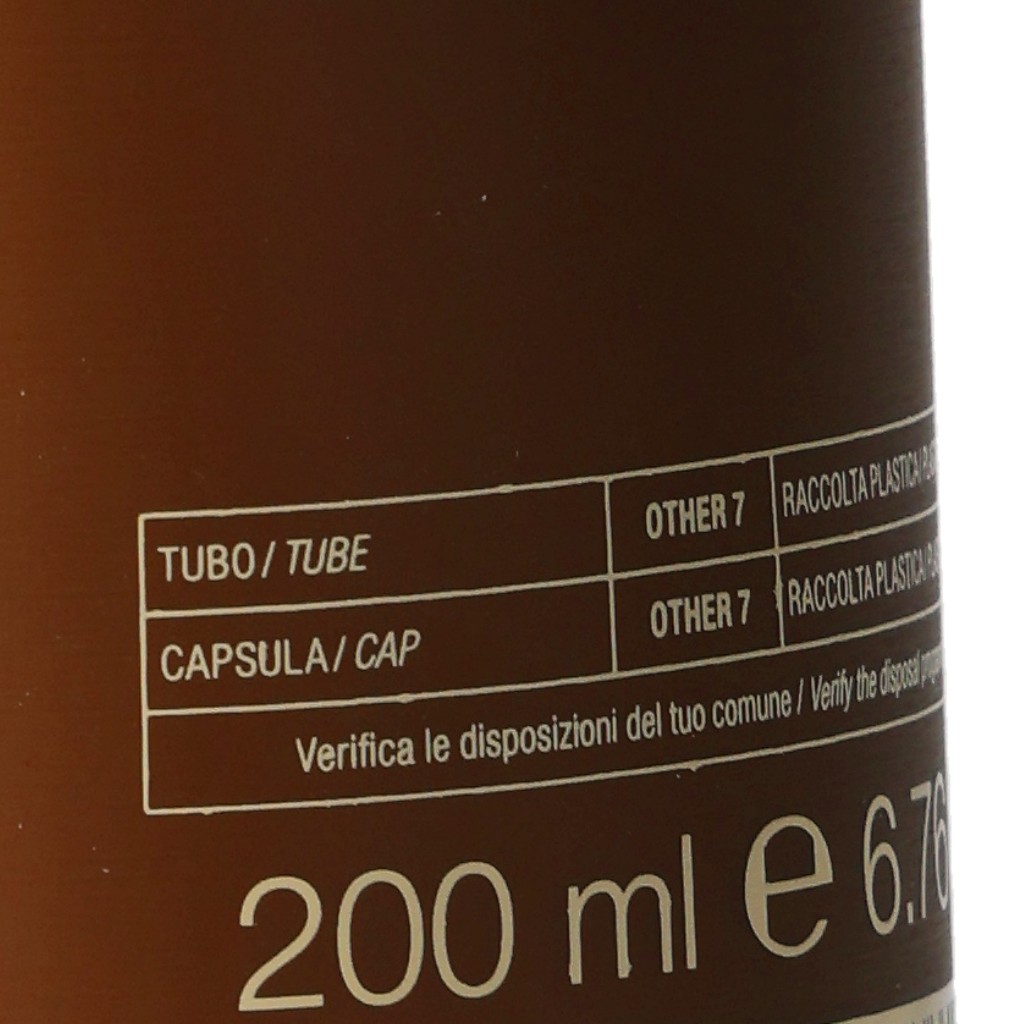 TUBO / TUBE OTHER 7 RACCOLTA PLASTICA /
CAPSULA / CAP OTHER 7 RACCOLTA PLASTICA /
Verifica le disposizioni del tuo comune / Verify the disposal
200 ml e 6.76